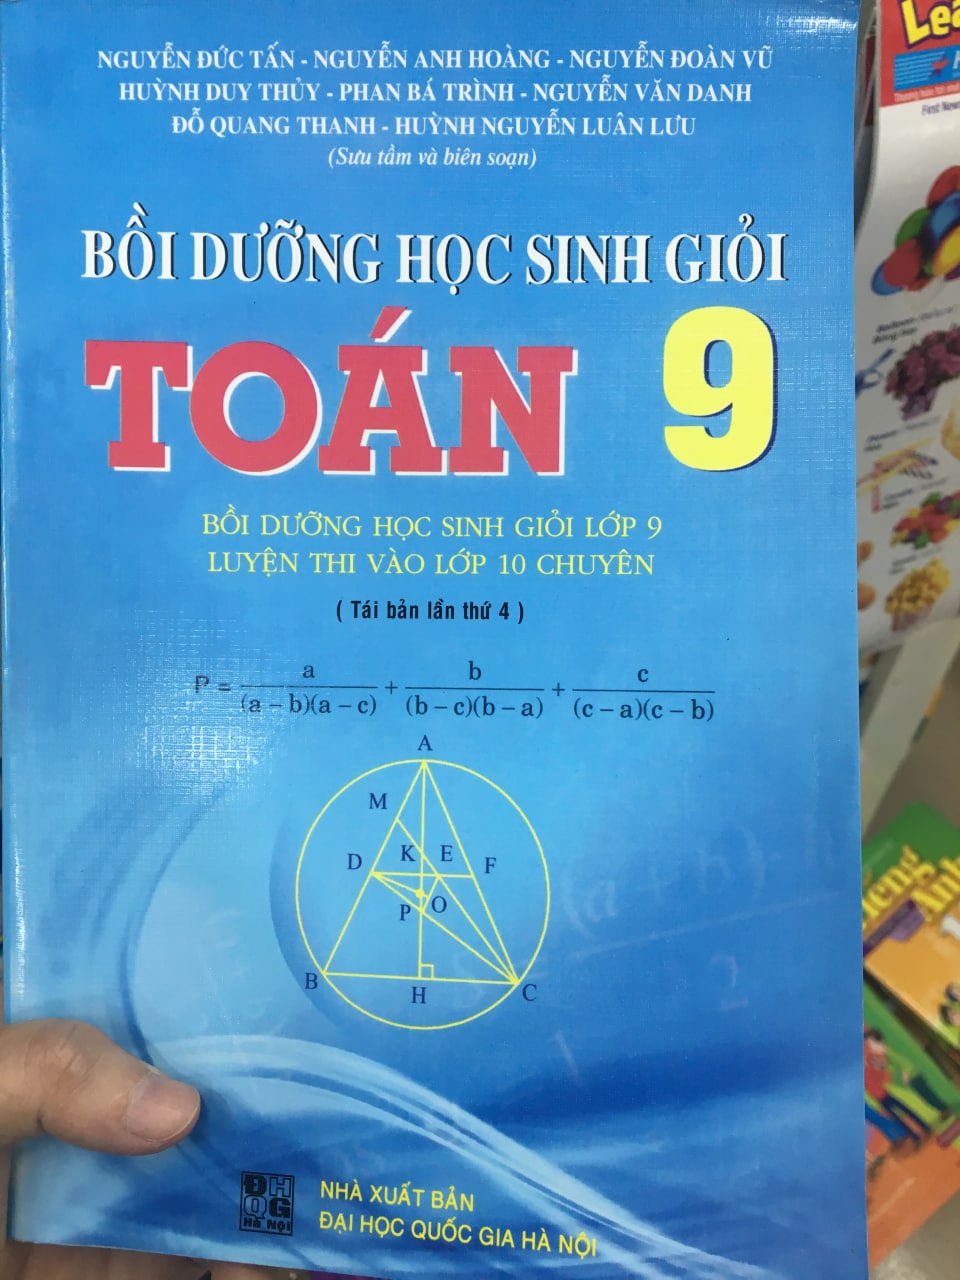 NGUYỄN ĐỨC TẤN - NGUYỄN ANH HOÀNG - NGUYỄN ĐOÀN VŨ
HUỲNH DUY THỦY - PHAN BÁ TRÌNH - NGUYỄN VĂN DANH
ĐỖ QUANG THANH - HUỲNH NGUYỄN LUÂN LƯU
(Sưu tầm và biên soạn)
BỒI DƯỠNG HỌC SINH GIỎI
TOÁN 9
BỒI DƯỠNG HỌC SINH GIỎI LỚP 9
LUYỆN THI VÀO LỚP 10 CHUYÊN
( Tái bản lần thứ 4 )
P = a/(a – b)(a – c) + b/(b – c)(b – a) + c/(c – a)(c – b)
A
M
D K E F
P O
B H C
ĐHQG Hà Nội
NHÀ XUẤT BẢN
ĐẠI HỌC QUỐC GIA HÀ NỘI
Lea
First New